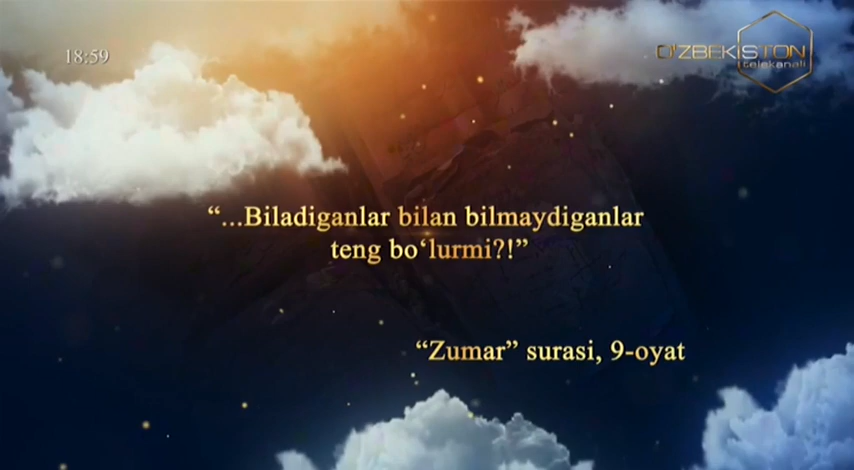 18:59
O'ZBEKISTON
telekanali
“...Biladiganlar bilan bilmaydiganlar
teng bo‘lurmi?!”
“Zumar” surasi, 9-oyat